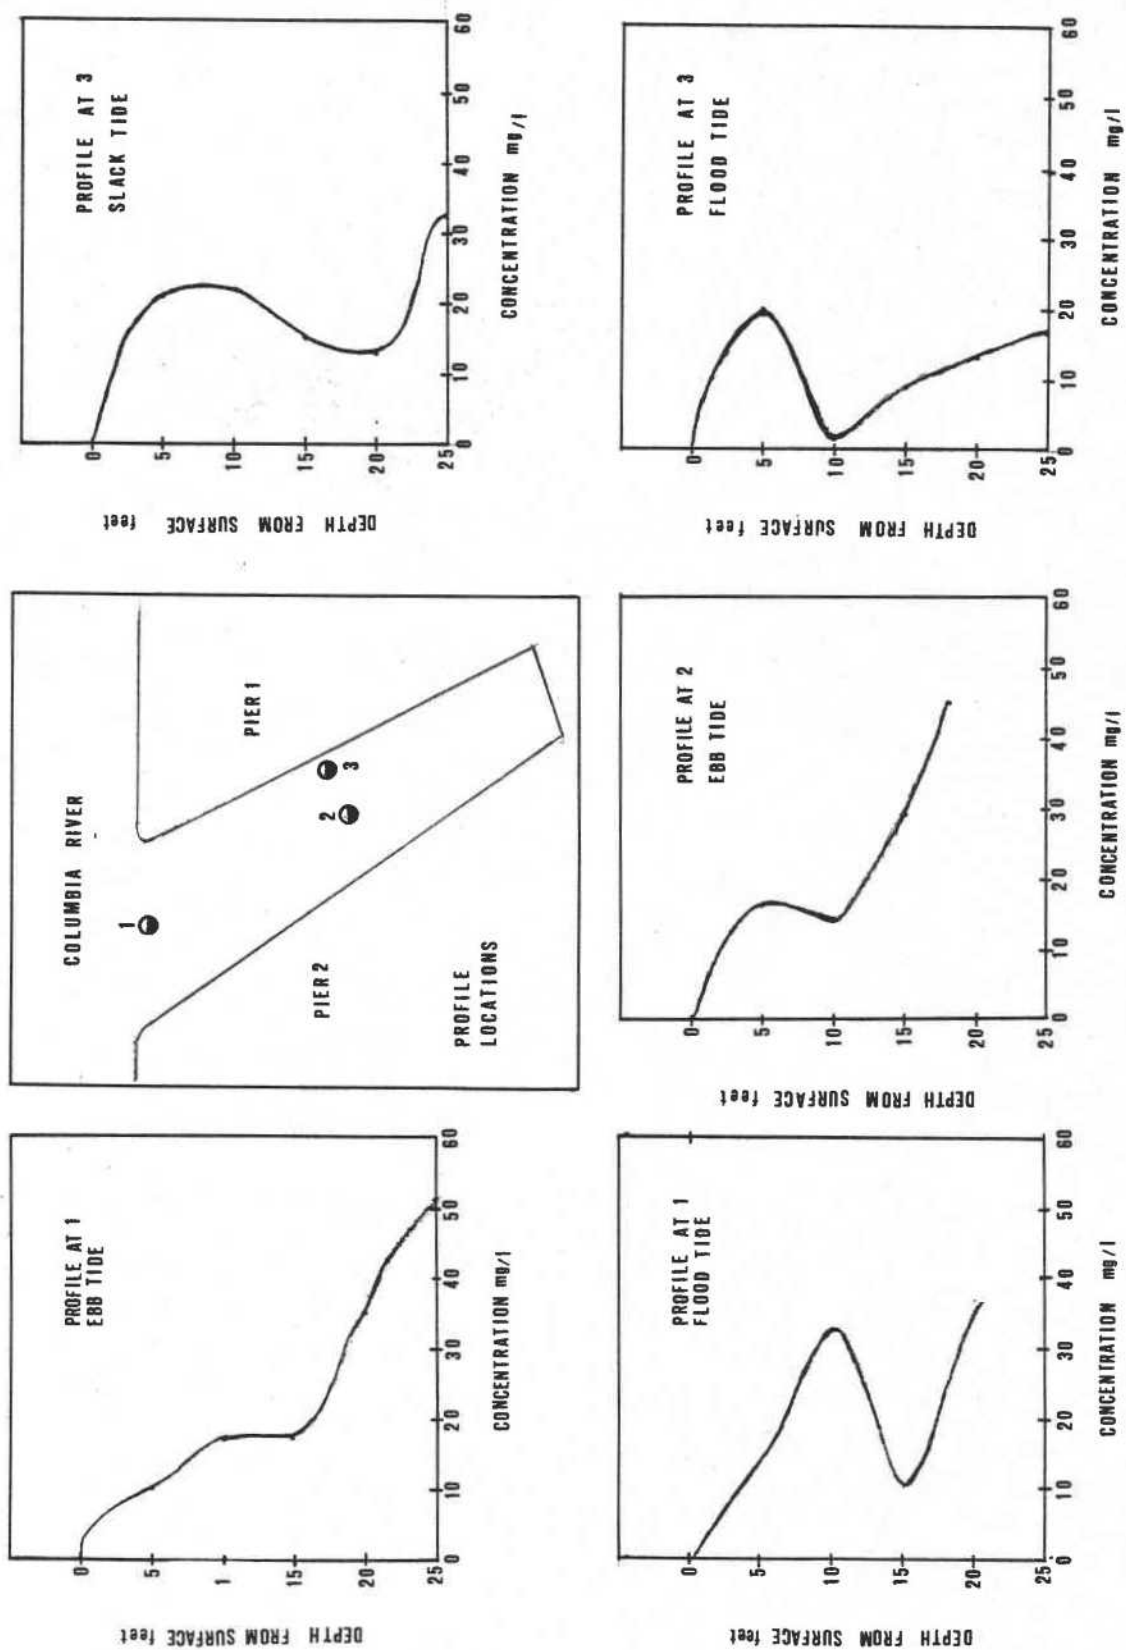 PROFILE AT 1
EBB TIDE
DEPTH FROM SURFACE feet
0
5
1
15
20
25
0 10 20 30 40 50 60
CONCENTRATION mg/l
COLUMBIA RIVER
1
2
3
PIER 1
PIER 2
PROFILE
LOCATIONS
PROFILE AT 3
SLACK TIDE
DEPTH FROM SURFACE feet
0
5
10
15
20
25
0 10 20 30 40 50 60
CONCENTRATION mg/l
PROFILE AT 1
FLOOD TIDE
DEPTH FROM SURFACE feet
0
5
10
15
20
25
0 10 20 30 40 50 60
CONCENTRATION mg/l
PROFILE AT 2
EBB TIDE
DEPTH FROM SURFACE feet
0
5
10
15
20
25
0 10 20 30 40 50 60
CONCENTRATION mg/l
PROFILE AT 3
FLOOD TIDE
DEPTH FROM SURFACE feet
0
5
10
15
20
25
0 10 20 30 40 50 60
CONCENTRATION mg/l